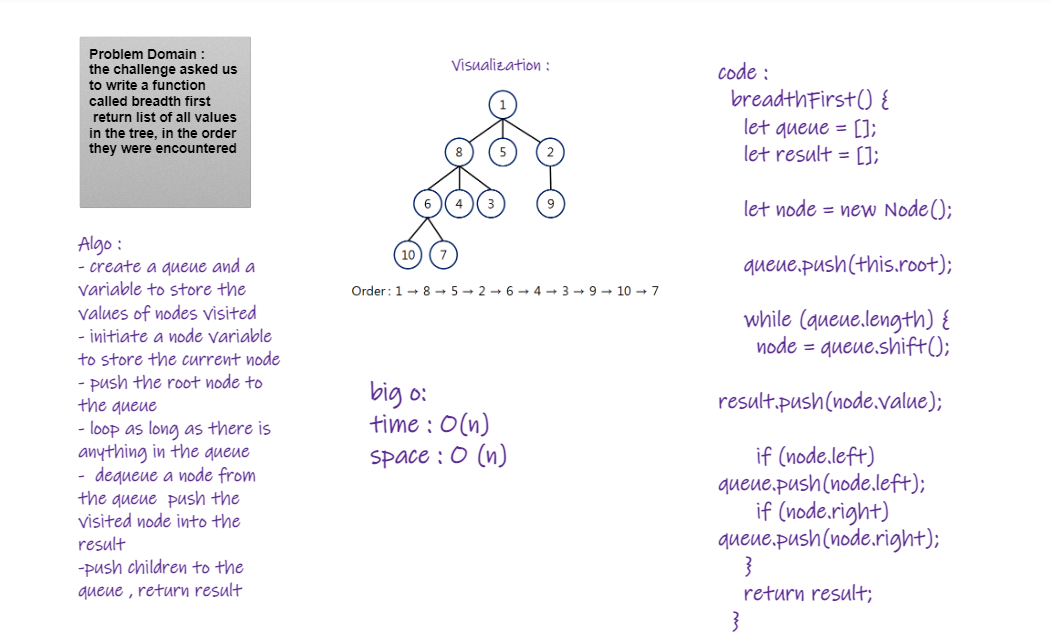 Problem Domain :
the challenge asked us
to write a function
called breadth first
return list of all values
in the tree, in the order
they were encountered
Algo :
- create a queue and a
variable to store the
values of nodes visited
- initiate a node variable
to store the current node
- push the root node to
the queue
- loop as long as there is
anything in the queue
- dequeue a node from
the queue push the
visited node into the
result
-push children to the
queue , return result
Visualization :
1
8 5 2
6 4 3 9
10 7
Order: 1 → 8 → 5 → 2 → 6 → 4 → 3 → 9 → 10 → 7
big o:
time : O(n)
space : O (n)
code :
breadthFirst() {
let queue = [];
let result = [];
let node = new Node();
queue.push(this.root);
while (queue.length) {
node = queue.shift();
result.push(node.value);
if (node.left)
queue.push(node.left);
if (node.right)
queue.push(node.right);
}
return result;
}